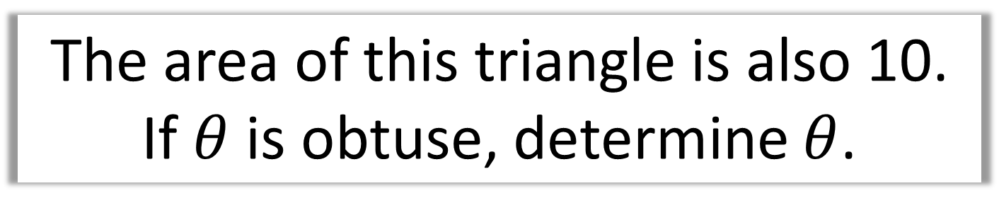 The area of this triangle is also 10.
If θ is obtuse, determine θ.